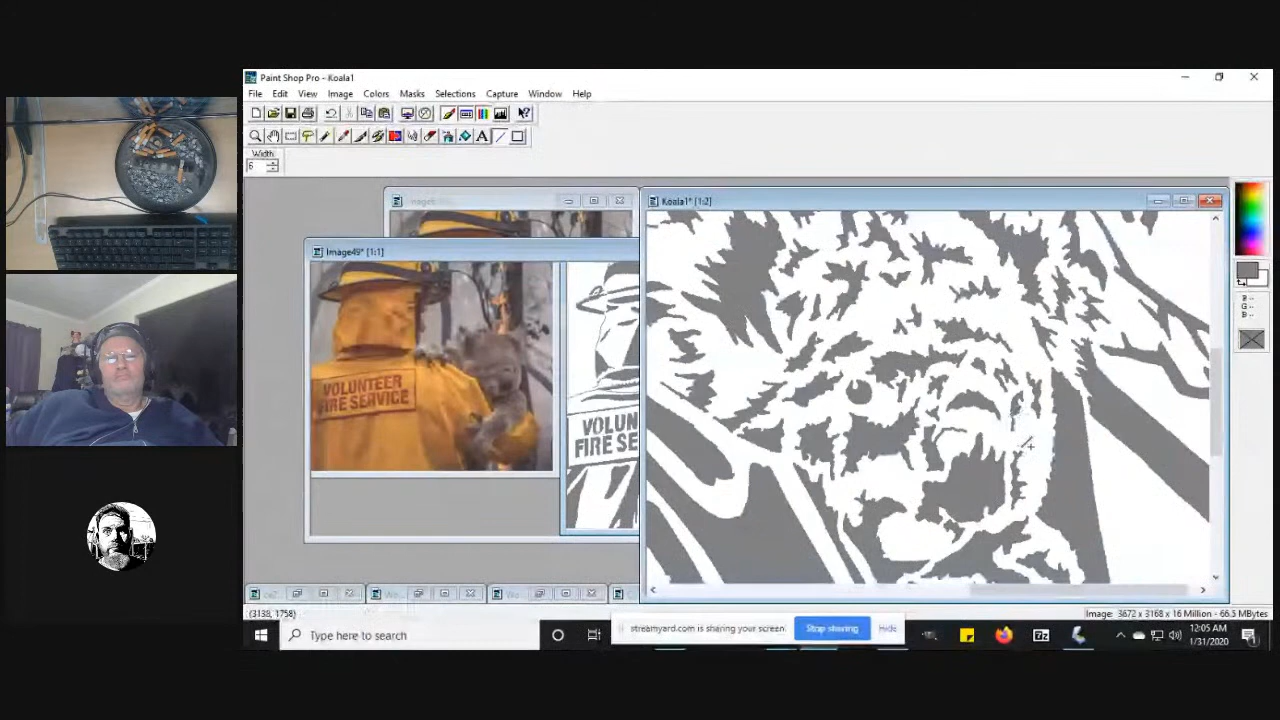 Paint Shop Pro - Koala1
File Edit View Image Colors Masks Selections Capture Window Help
Width
6
Koala1* [1:2]
Image49* [1:1]
VOLUNTEER
FIRE SERVICE
VOLUN
FIRE SE
(3138, 1758)
Image: 3672 x 3168 x 16 Million - 66.5 MBytes
streamyard.com is sharing your screen.
Stop sharing
Hide
Type here to search
7z
12:05 AM
1/31/2020